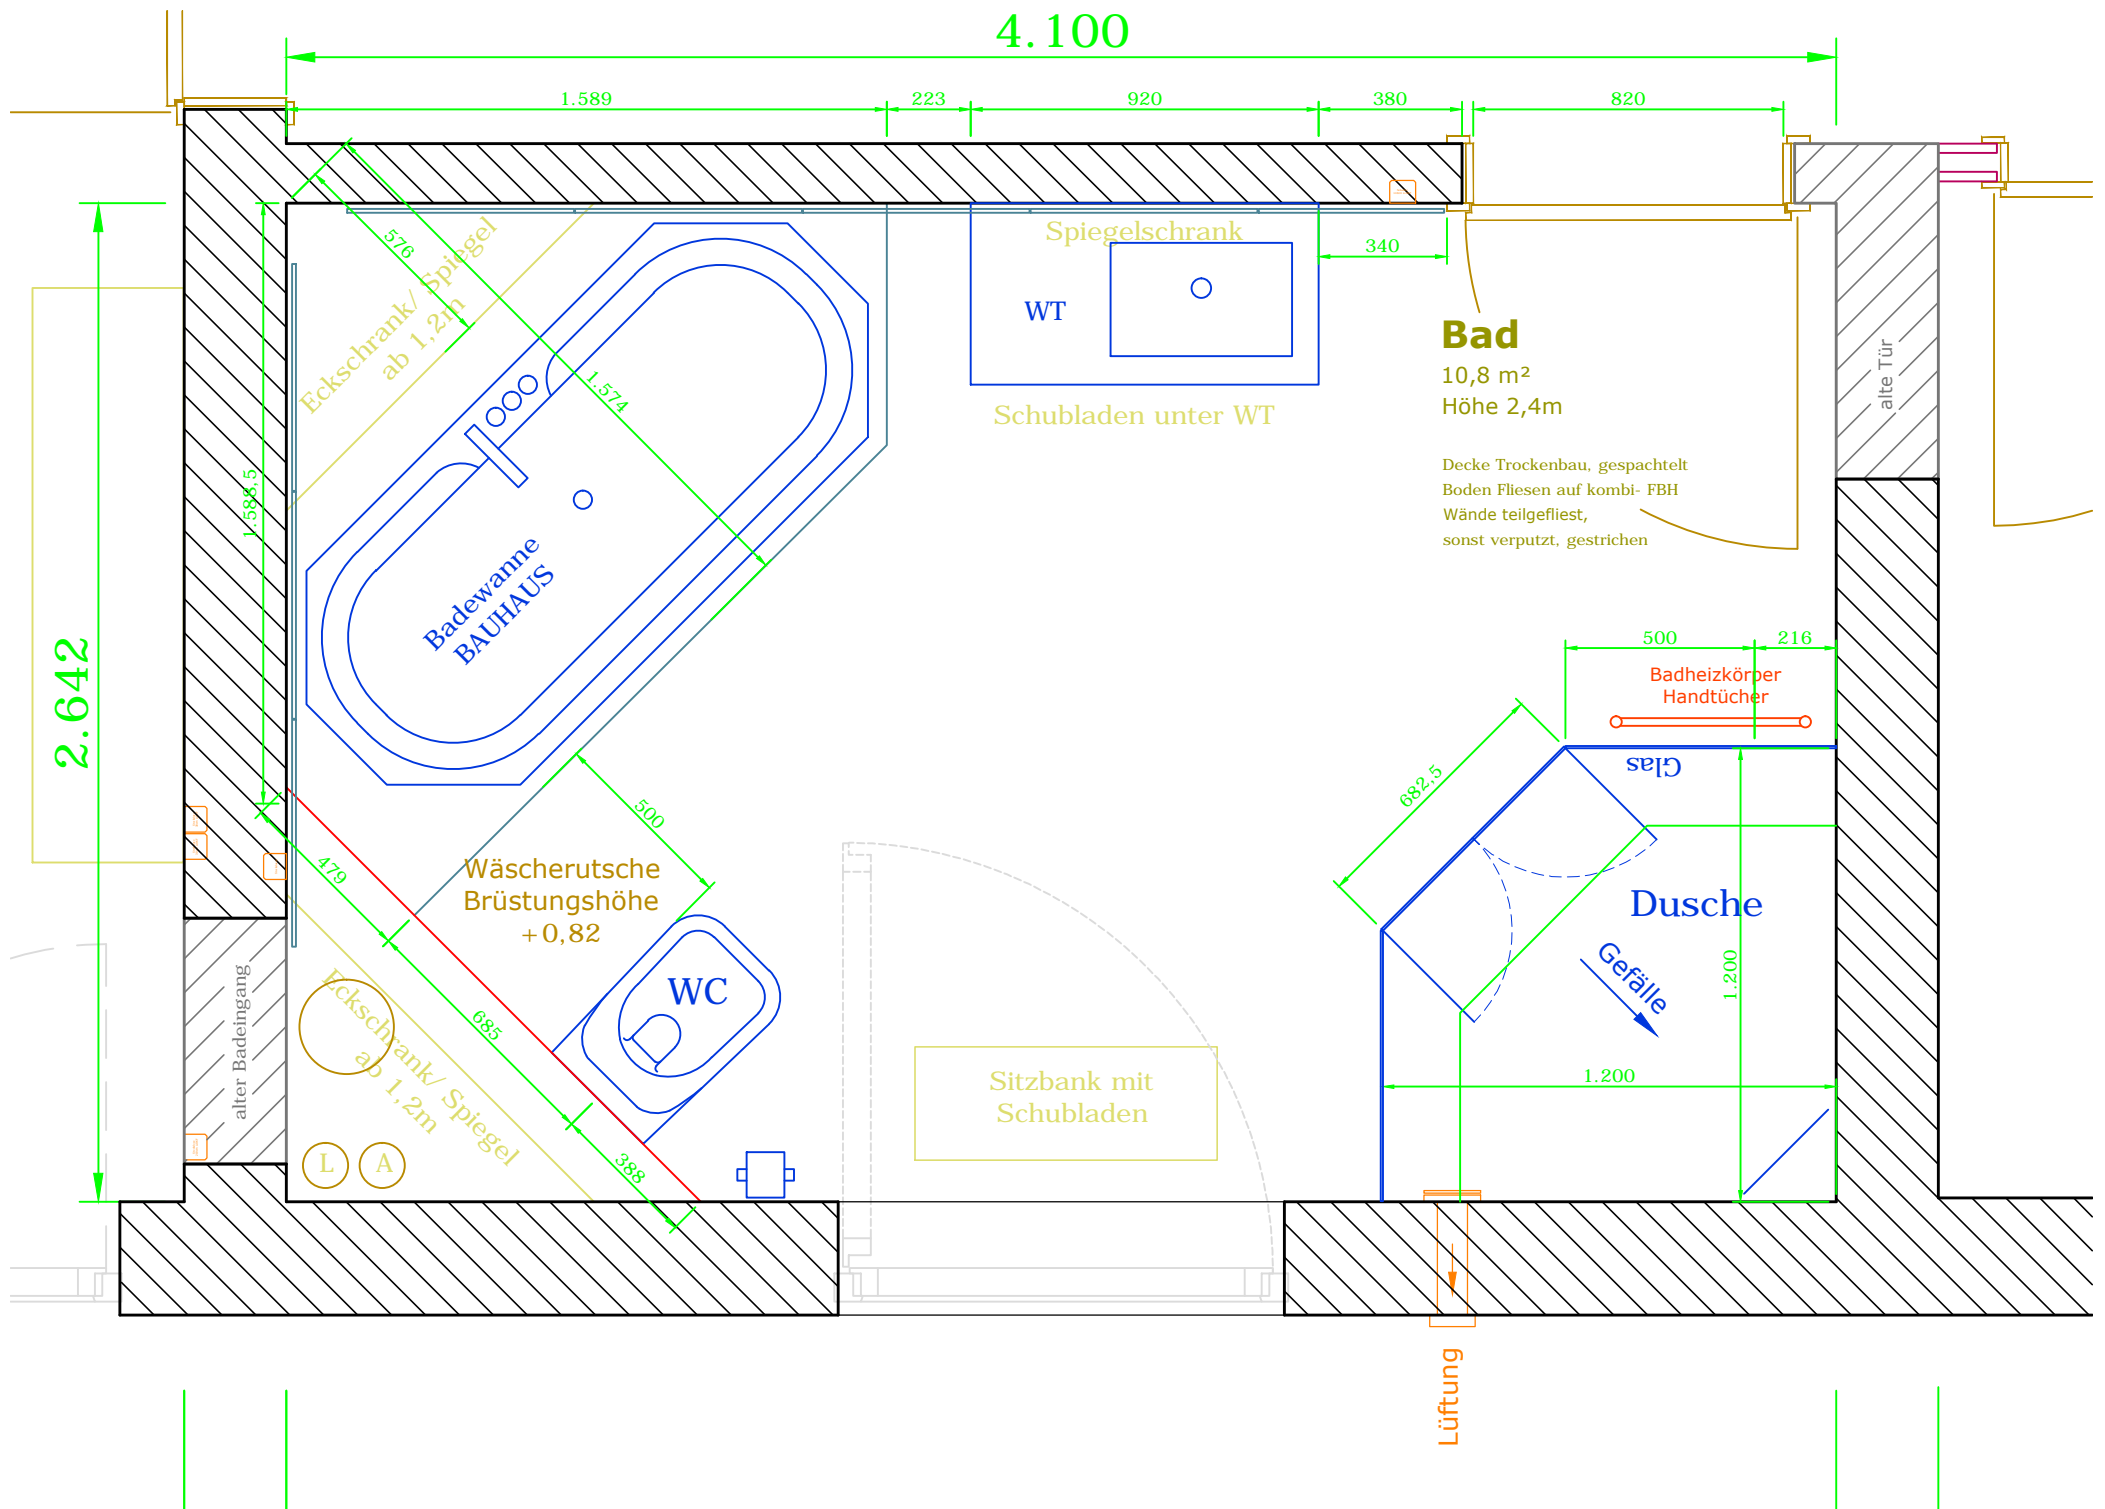 4.100
1.589
223
920
380
820
Eckschrank/ Spiegel
ab 1,2m
576
1.574
Spiegelschrank
340
WT
Schubladen unter WT
Bad
10,8 m²
Höhe 2,4m
Decke Trockenbau, gespachtelt
Boden Fliesen auf kombi- FBH
Wände teilgefliest,
sonst verputzt, gestrichen
alte Tür
1.588,5
2.642
Badewanne
BAUHAUS
500
216
Badheizkörper
Handtücher
Glas
682,5
500
479
Wäscherutsche
Brüstungshöhe
+0,82
Dusche
Gefälle
1.200
1.200
WC
685
388
alter Badeingang
Eckschrank/ Spiegel
ab 1,2m
L
A
Sitzbank mit
Schubladen
Lüftung